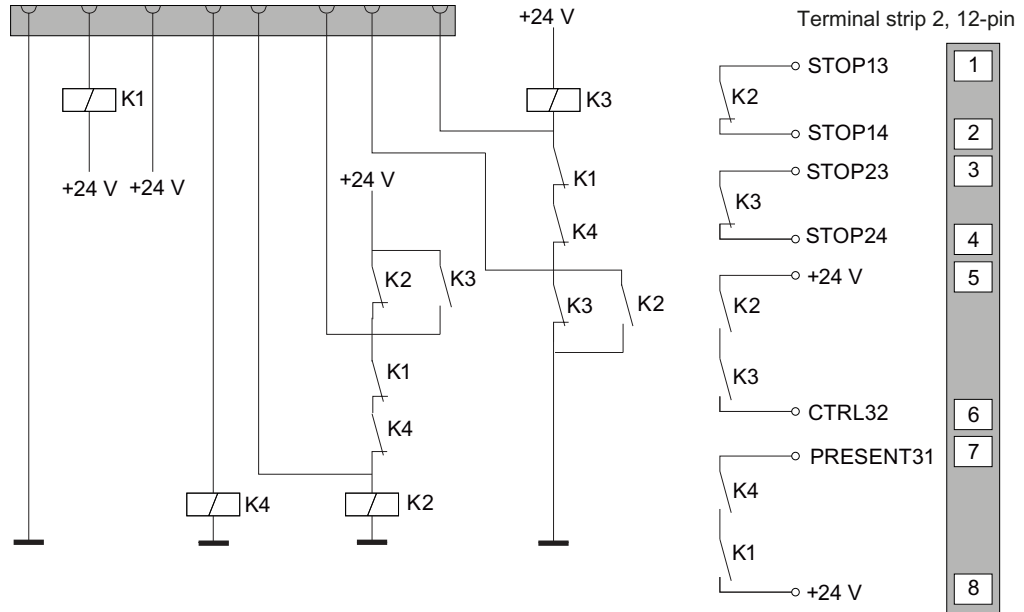 +24 V
K1
K3
+24 V
+24 V
+24 V
K1
K4
K2
K3
K3
K2
K1
K4
K4
K2
Terminal strip 2, 12-pin
STOP13
1
K2
STOP14
2
STOP23
3
K3
STOP24
4
+24 V
5
K2
K3
CTRL32
6
PRESENT31
7
K4
K1
+24 V
8